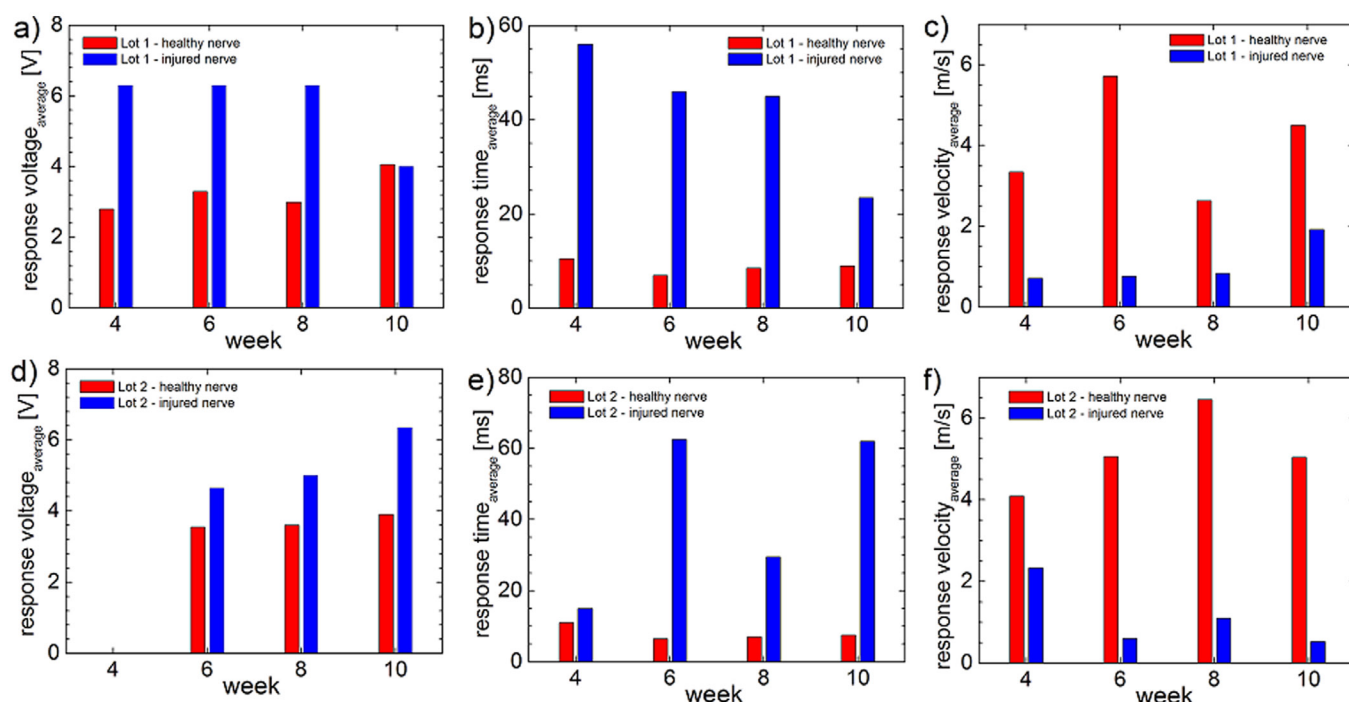 a)
response voltage average [V]
8
6
4
2
0
Lot 1 - healthy nerve
Lot 1 - injured nerve
4 6 8 10
week
b)
response time average [ms]
60
40
20
0
Lot 1 - healthy nerve
Lot 1 - injured nerve
4 6 8 10
week
c)
response velocity average [m/s]
6
4
2
0
Lot 1 - healthy nerve
Lot 1 - injured nerve
4 6 8 10
week
d)
response voltage average [V]
8
6
4
2
0
Lot 2 - healthy nerve
Lot 2 - injured nerve
4 6 8 10
week
e)
response time average [ms]
80
60
40
20
0
Lot 2 - healthy nerve
Lot 2 - injured nerve
4 6 8 10
week
f)
response velocity average [m/s]
6
4
2
0
Lot 2 - healthy nerve
Lot 2 - injured nerve
4 6 8 10
week